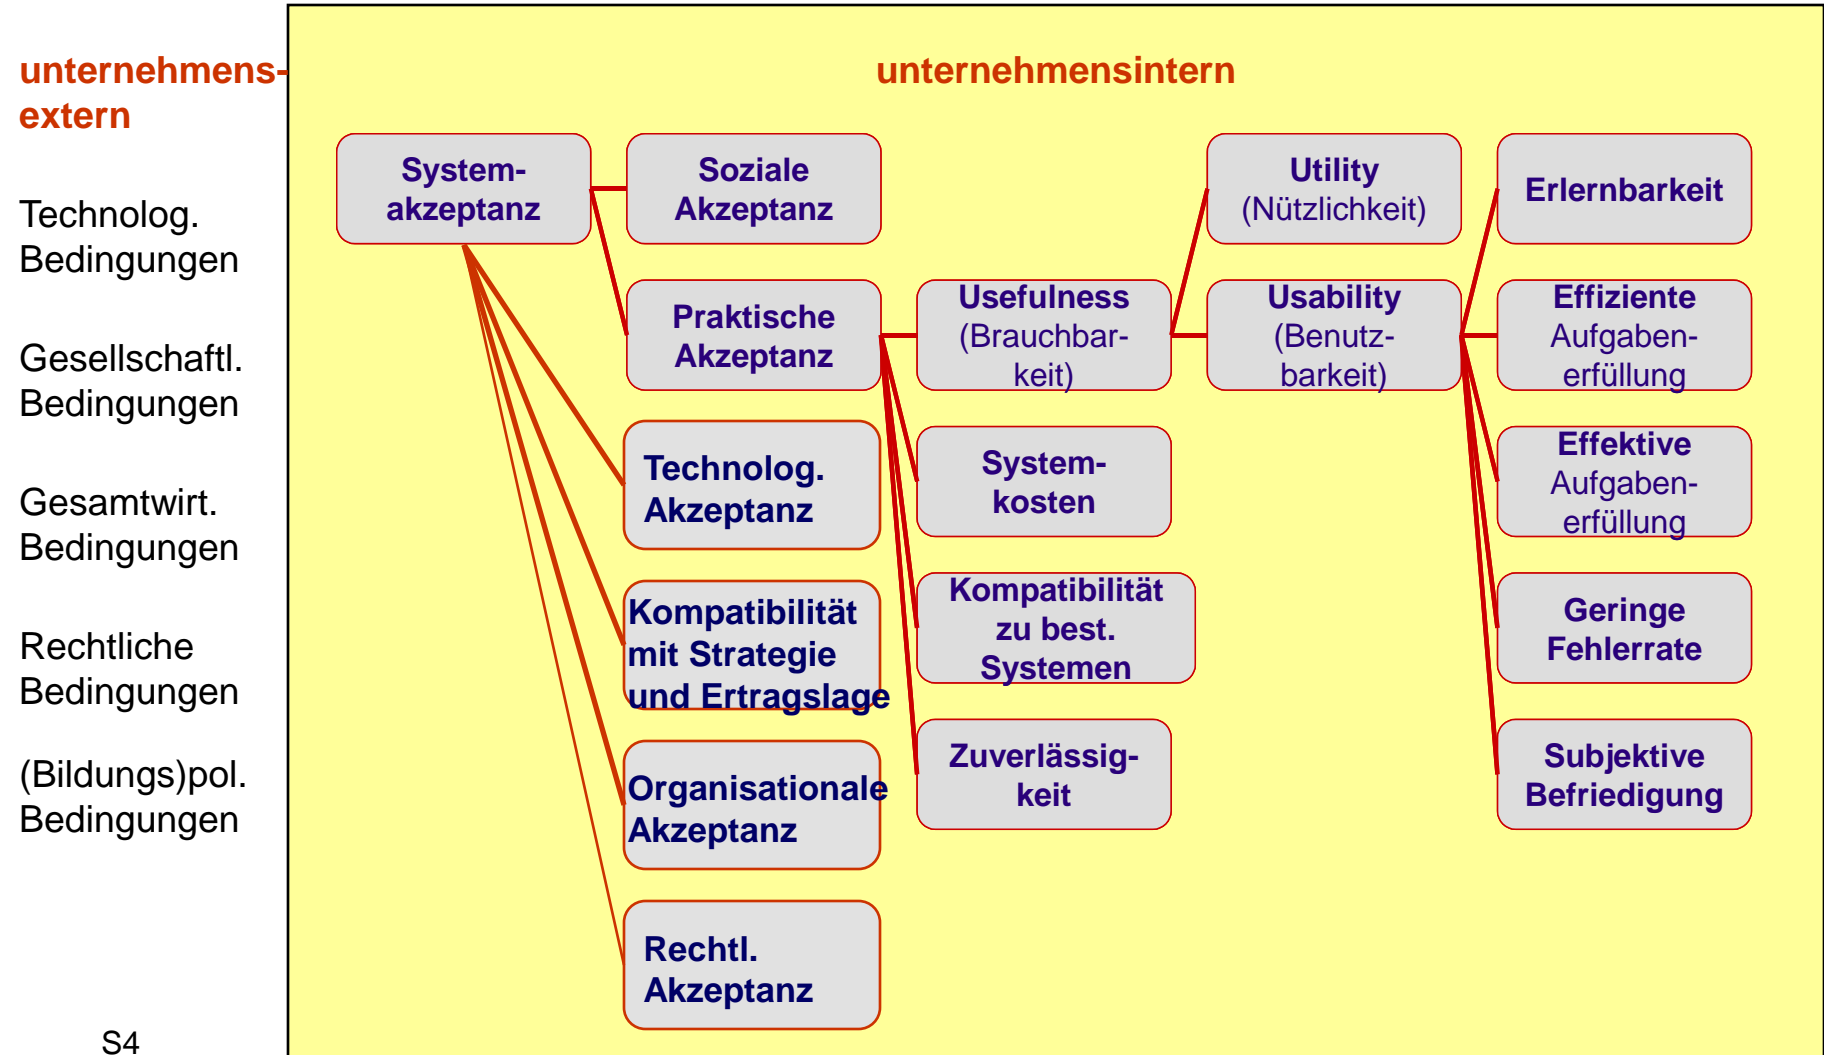 unternehmens-
extern
Technolog.
Bedingungen
Gesellschaftl.
Bedingungen
Gesamtwirt.
Bedingungen
Rechtliche
Bedingungen
(Bildungs)pol.
Bedingungen
S4
unternehmensintern
System-
akzeptanz
Soziale
Akzeptanz
Praktische
Akzeptanz
Technolog.
Akzeptanz
Kompatibilität
mit Strategie
und Ertragslage
Organisationale
Akzeptanz
Rechtl.
Akzeptanz
Usefulness
(Brauchbar-
keit)
System-
kosten
Kompatibilität
zu best.
Systemen
Zuverlässig-
keit
Utility
(Nützlichkeit)
Usability
(Benutz-
barkeit)
Erlernbarkeit
Effiziente
Aufgaben-
erfüllung
Effektive
Aufgaben-
erfüllung
Geringe
Fehlerrate
Subjektive
Befriedigung